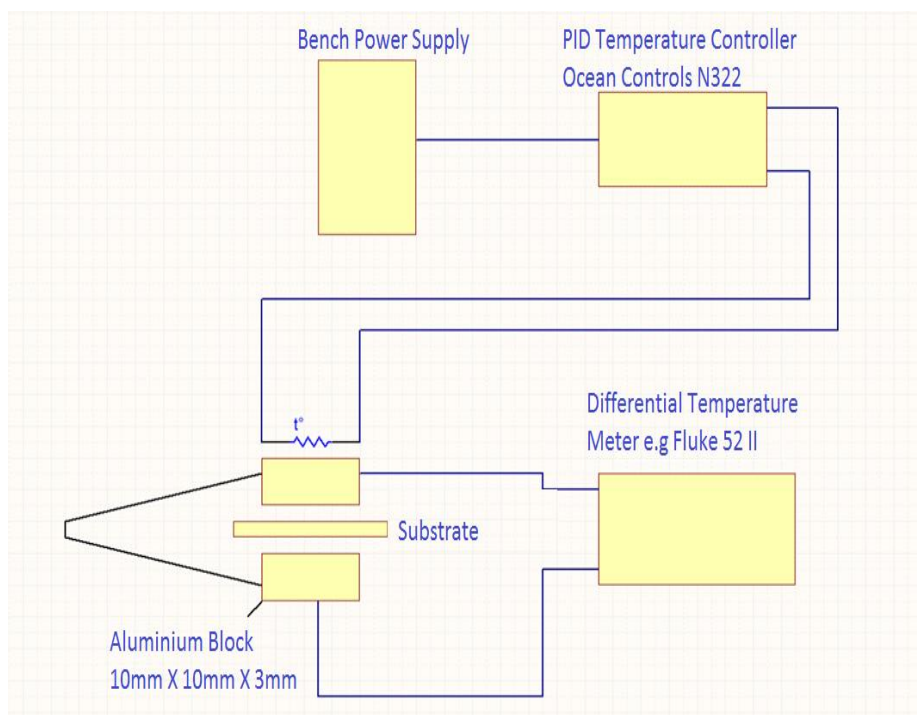 Bench Power Supply
PID Temperature Controller
Ocean Controls N322
Differential Temperature
Meter e.g Fluke 52 II
t°
Substrate
Aluminium Block
10mm X 10mm X 3mm